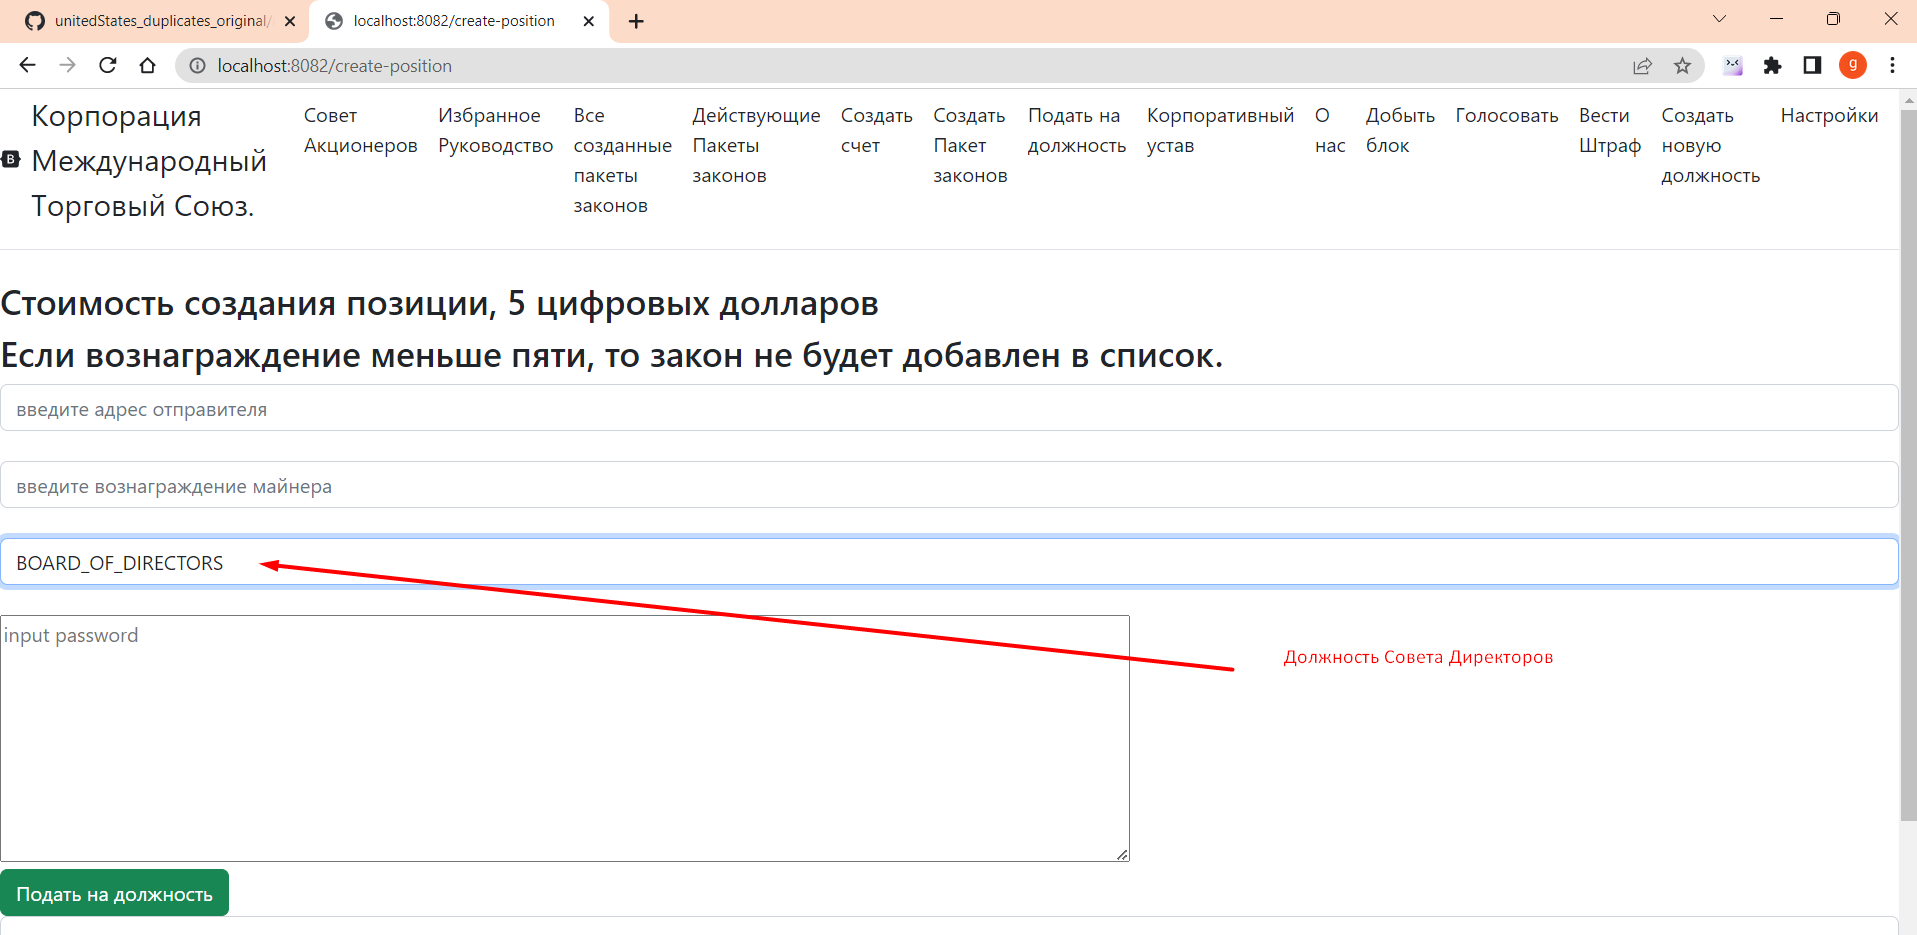 unitedStates_duplicates_original/
localhost:8082/create-position
localhost:8082/create-position
g
B
Корпорация
Международный
Торговый Союз.
Совет
Акционеров
Избранное
Руководство
Все
созданные
пакеты
законов
Действующие
Пакеты
законов
Создать
счет
Создать
Пакет
законов
Подать на
должность
Корпоративный
устав
О
нас
Добыть
блок
Голосовать
Вести
Штраф
Создать
новую
должность
Настройки
Стоимость создания позиции, 5 цифровых долларов
Если вознаграждение меньше пяти, то закон не будет добавлен в список.
введите адрес отправителя
введите вознаграждение майнера
BOARD_OF_DIRECTORS
input password
Должность Совета Директоров
Подать на должность